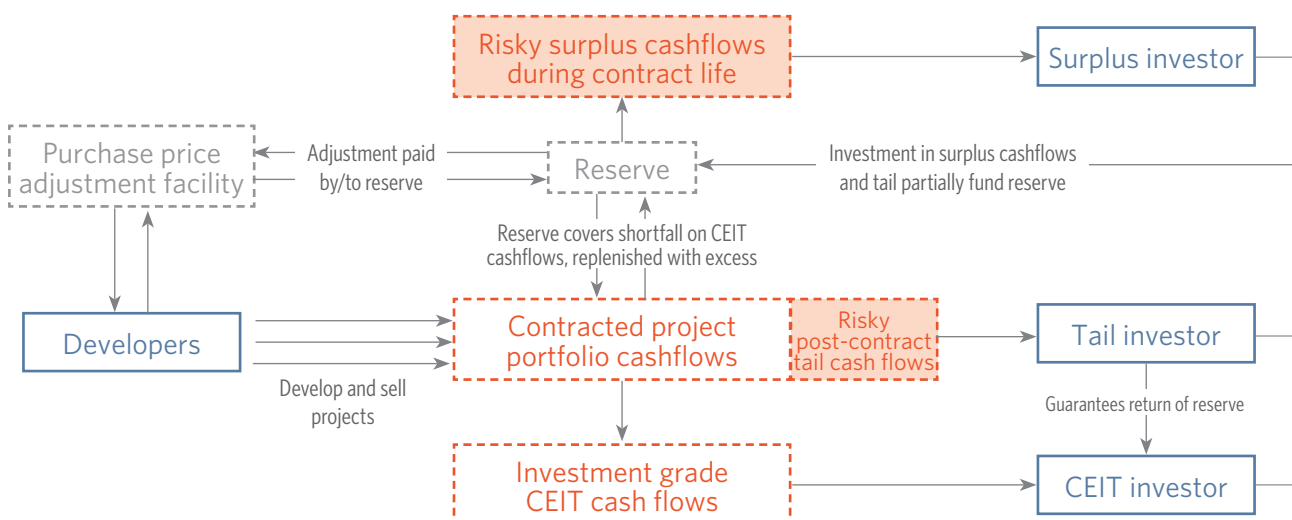 Risky surplus cashflows
during contract life
Surplus investor
Purchase price
adjustment facility
Adjustment paid
by/to reserve
Reserve
Investment in surplus cashflows
and tail partially fund reserve
Reserve covers shortfall on CEIT
cashflows, replenished with excess
Developers
Contracted project
portfolio cashflows
Risky
post-contract
tail cash flows
Tail investor
Develop and sell
projects
Guarantees return of reserve
Investment grade
CEIT cash flows
CEIT investor